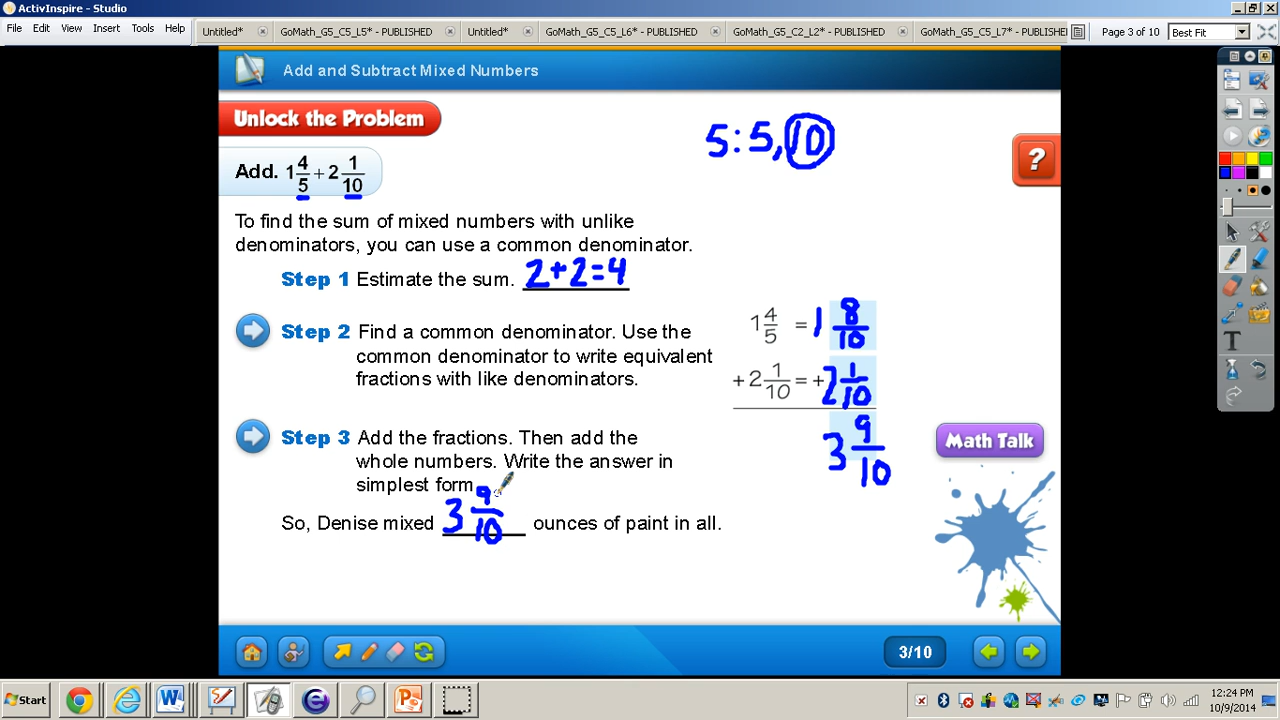 ActivInspire - Studio
File Edit View Insert Tools Help
Untitled* GoMath_G5_C5_L5* - PUBLISHED Untitled* GoMath_G5_C5_L6* - PUBLISHED GoMath_G5_C2_L2* - PUBLISHED GoMath_G5_C5_L7* - PUBLISHED Page 3 of 10 Best Fit
Add and Subtract Mixed Numbers
Unlock the Problem
5:5,10
?
Add. 1 4/5 + 2 1/10
To find the sum of mixed numbers with unlike
denominators, you can use a common denominator.
Step 1 Estimate the sum. 2+2=4
Step 2 Find a common denominator. Use the
common denominator to write equivalent
fractions with like denominators.
1 4/5 = 1 8/10
+ 2 1/10 = + 2 1/10
3 9/10
Step 3 Add the fractions. Then add the
whole numbers. Write the answer in
simplest form
Math Talk
So, Denise mixed 3 9/10 ounces of paint in all.
3/10
T
Start
12:24 PM
10/9/2014